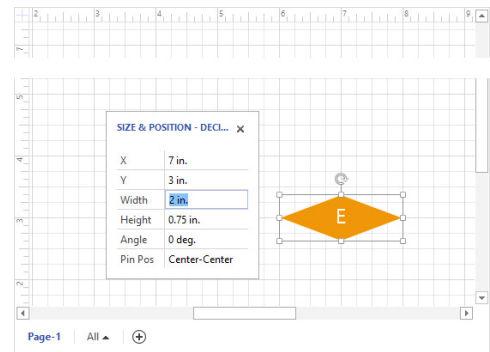 2 3 4 5 6 7 8 9
7
5
SIZE & POSITION - DECI...
X 7 in.
4
Y 3 in.
Width 2 in.
E
3
Height 0.75 in.
Angle 0 deg.
Pin Pos Center-Center
2
Page-1 All